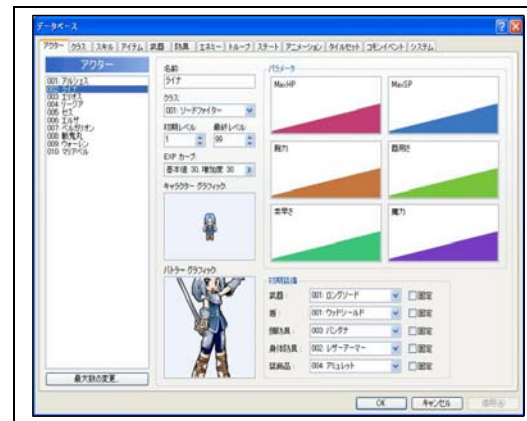 データベース
アクター クラス スキル アイテム 武器 防具 エネミー トループ ステート アニメーション タイルセット コモンイベント システム
アクター
001: アルシェス
002: ライナ
003: エリオス
004: リーグア
005: セス
006: エルザ
007: ベルガリオン
008: 斬鬼丸
009: ウォーレン
010: マリアベル
最大数の変更...
名前
ライナ
クラス
001: ソードファイター
初期レベル 最終レベル
1 99
EXP カーブ
基本値 30, 増加度 30
キャラクター グラフィック
バトラー グラフィック
パラメータ
MaxHP MaxSP
腕力 器用さ
素早さ 魔力
初期装備
武器: 001: ロングソード 固定
盾: 001: ウッドシールド 固定
頭防具: 003: バンダナ 固定
身体防具: 002: レザーアーマー 固定
装飾品: 004: アミュレット 固定
OK キャンセル 適用(A)